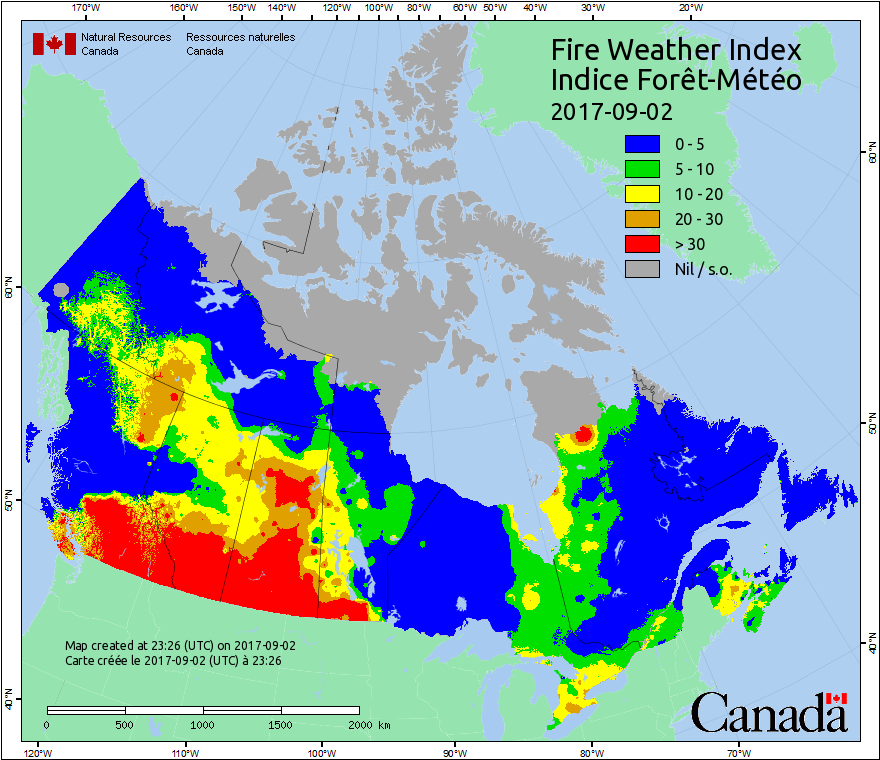 170°W 160°W 150°W 140°W 130°W 120°W 110°W 100°W 90°W 80°W 70°W 60°W 50°W 40°W 30°W 20°W
Natural Resources Canada
Ressources naturelles Canada
Fire Weather Index
Indice Forêt-Météo
2017-09-02
0 - 5
5 - 10
10 - 20
20 - 30
> 30
Nil / s.o.
60°N
50°N
40°N
60°N
50°N
40°N
Map created at 23:26 (UTC) on 2017-09-02
Carte créée le 2017-09-02 (UTC) à 23:26
0 500 1000 1500 2000 km
Canada
120°W 110°W 100°W 90°W 80°W 70°W